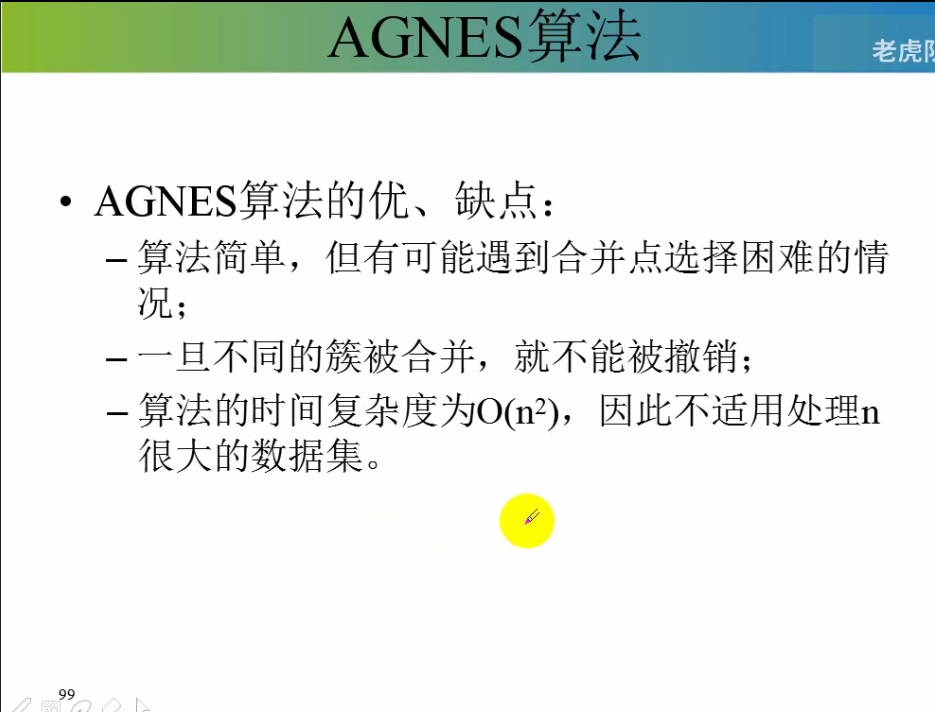 AGNES算法
老虎
• AGNES算法的优、缺点：
– 算法简单，但有可能遇到合并点选择困难的情
况；
– 一旦不同的簇被合并，就不能被撤销；
– 算法的时间复杂度为O(n²)，因此不适用处理n
很大的数据集。
99